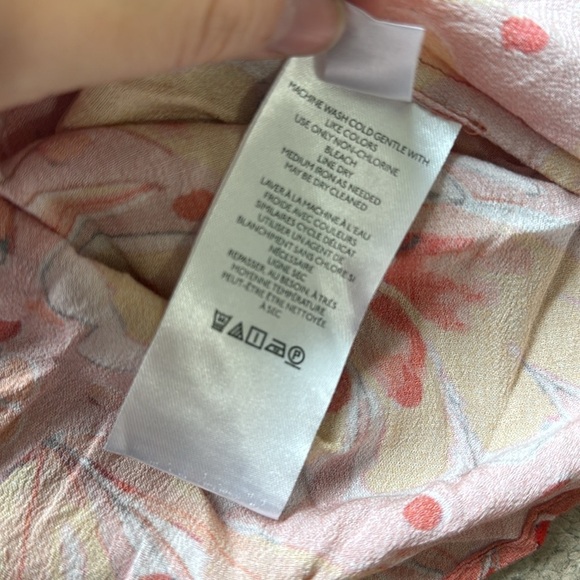 MACHINE WASH COLD GENTLE WITH
LIKE COLORS
USE ONLY NON-CHLORINE
BLEACH
LINE DRY
MEDIUM IRON AS NEEDED
MAY BE DRY CLEANED
LAVER À LA MACHINE À L'EAU
FROIDE AVEC COULEURS
SIMILAIRES CYCLE DÉLICAT
UTILISER UN AGENT DE
BLANCHIMENT SANS CHLORE SI
NÉCESSAIRE
LIGNE SEC
REPASSER, AU BESOIN, À TRÈS
MOYENNE TEMPÉRATURE
PEUT-ÊTRE ÊTRE NETTOYÉE
À SEC
P